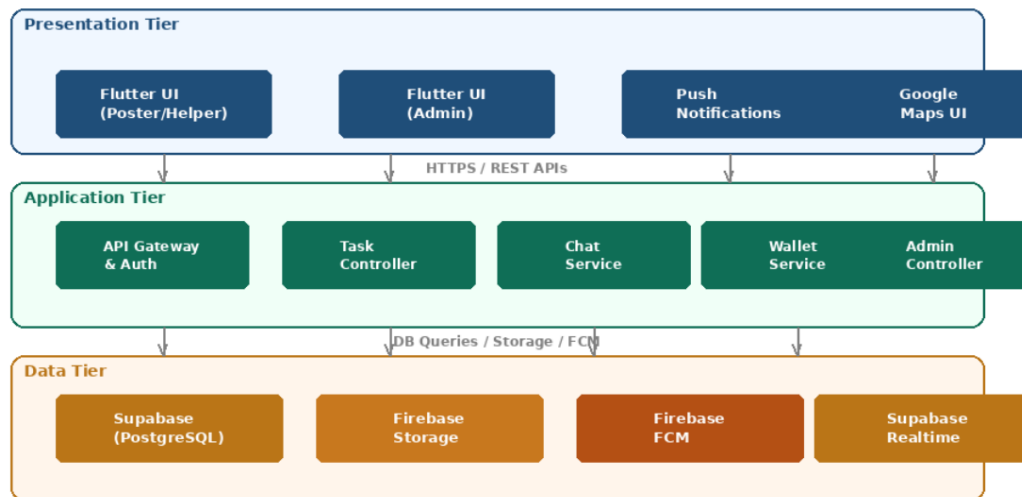 Presentation Tier
Flutter UI
(Poster/Helper)
Flutter UI
(Admin)
Push
Notifications
Google
Maps UI
HTTPS / REST APIs
Application Tier
API Gateway
& Auth
Task
Controller
Chat
Service
Wallet
Service
Admin
Controller
DB Queries / Storage / FCM
Data Tier
Supabase
(PostgreSQL)
Firebase
Storage
Firebase
FCM
Supabase
Realtime